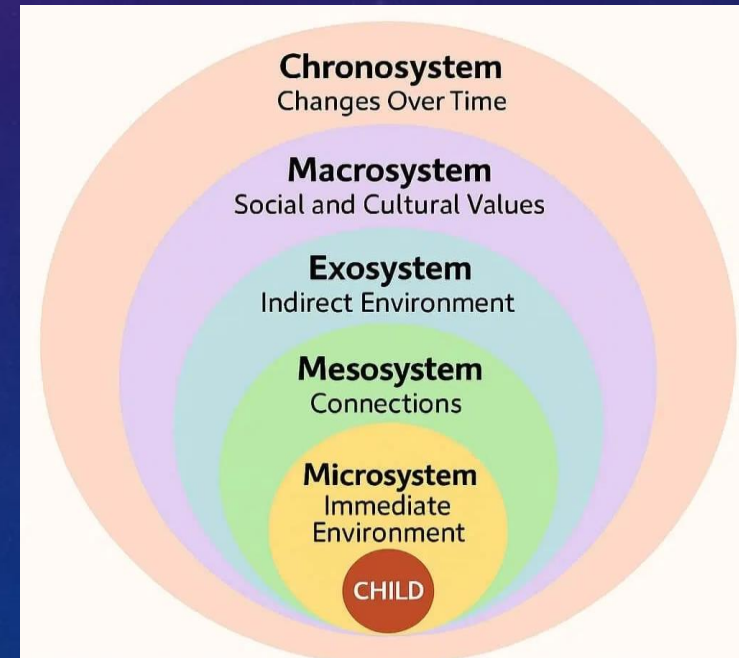 Chronosystem
Changes Over Time
Macrosystem
Social and Cultural Values
Exosystem
Indirect Environment
Mesosystem
Connections
Microsystem
Immediate
Environment
CHILD